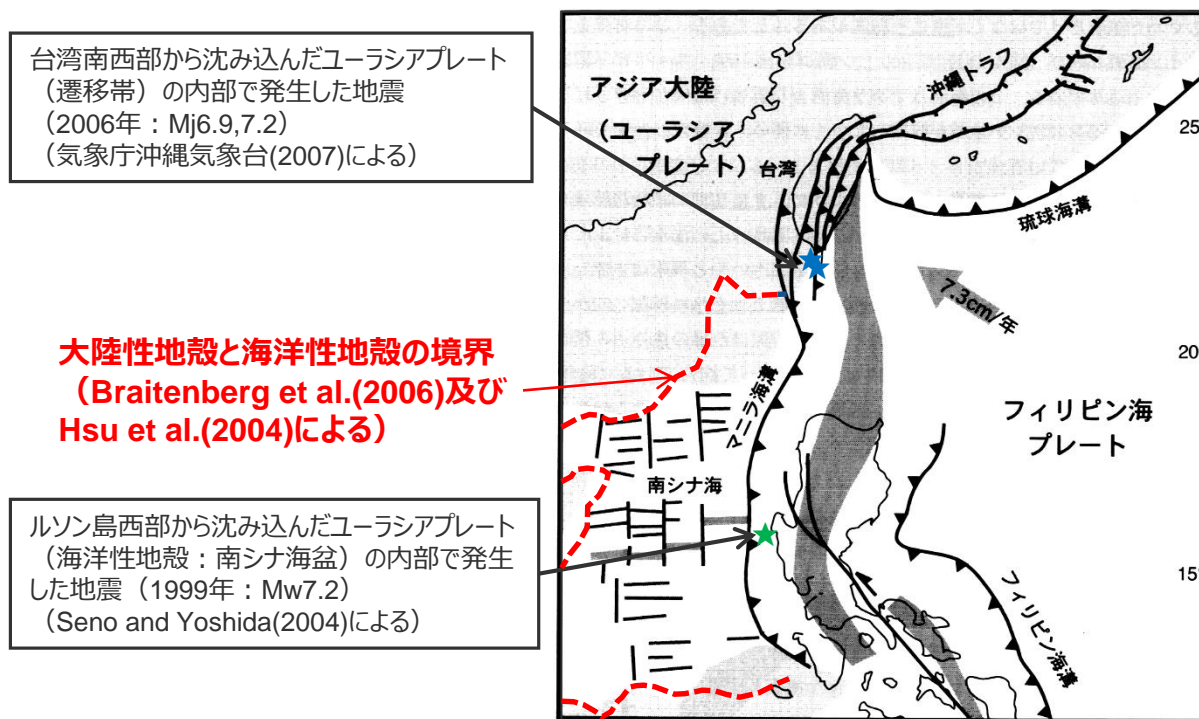 台湾南西部から沈み込んだユーラシアプレート
（遷移帯）の内部で発生した地震
（2006年：Mj6.9,7.2）
（気象庁沖縄気象台(2007)による）
大陸性地殻と海洋性地殻の境界
（Braitenberg et al.(2006)及び
Hsu et al.(2004)による）
ルソン島西部から沈み込んだユーラシアプレート
（海洋性地殻：南シナ海盆）の内部で発生
した地震（1999年：Mw7.2）
（Seno and Yoshida(2004)による）
アジア大陸
（ユーラシア
プレート）
台湾
沖縄トラフ
25
琉球海溝
7.3cm/年
20
マニラ海溝
フィリピン海
プレート
南シナ海
15°
フィリピン海溝